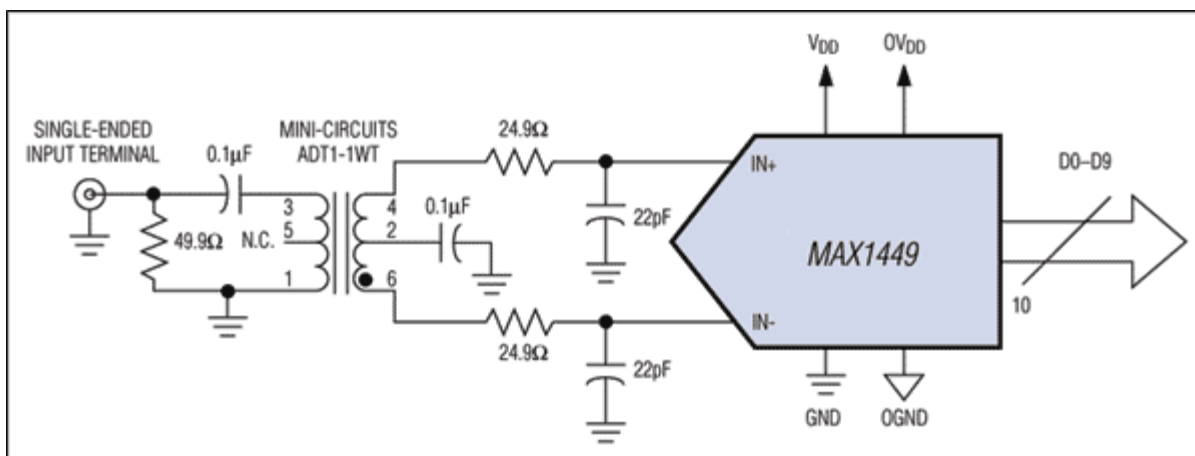 SINGLE-ENDED
INPUT TERMINAL
0.1µF
49.9Ω
N.C.
MINI-CIRCUITS
ADT1-1WT
3
5
1
4
2
6
0.1µF
24.9Ω
22pF
24.9Ω
22pF
VDD
OVDD
IN+
IN-
MAX1449
D0–D9
10
GND
OGND